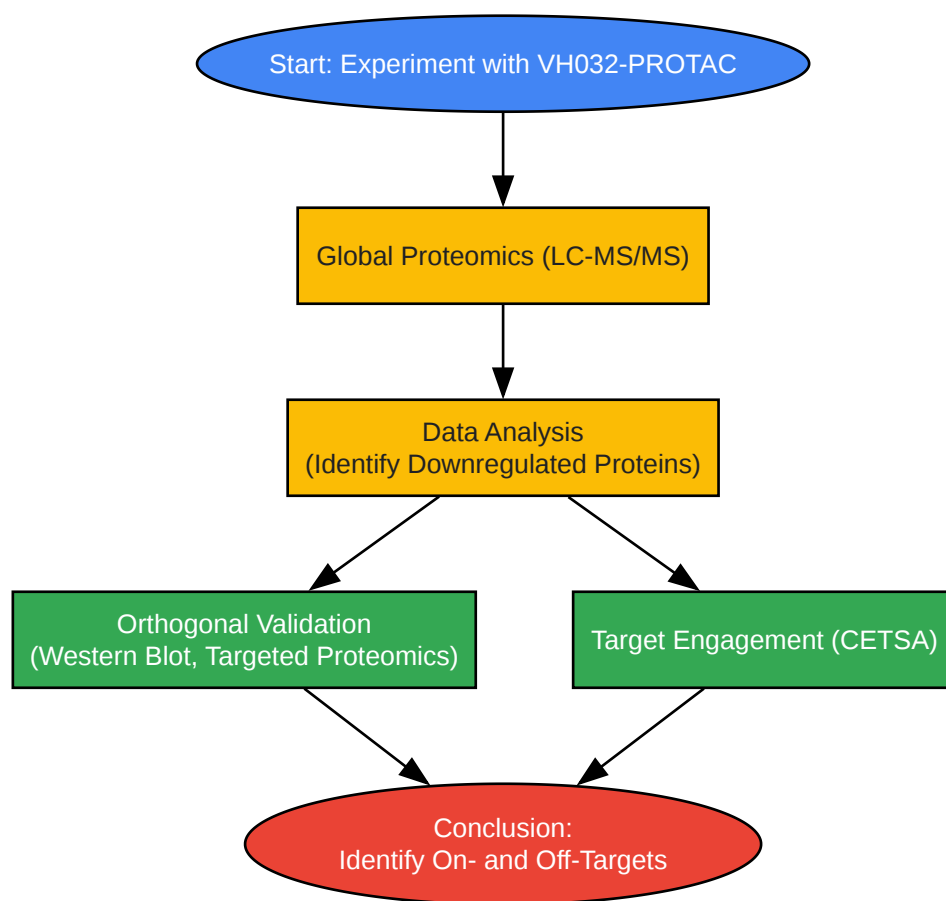 Start: Experiment with VH032-PROTAC
Global Proteomics (LC-MS/MS)
Data Analysis
(Identify Downregulated Proteins)
Orthogonal Validation
(Western Blot, Targeted Proteomics)
Target Engagement (CETSA)
Conclusion:
Identify On- and Off-Targets